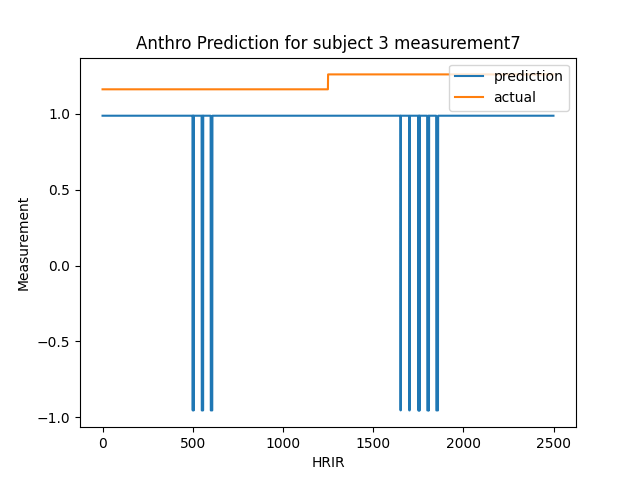 Anthro Prediction for subject 3 measurement7
prediction
actual
Measurement
1.0
0.5
0.0
−0.5
−1.0
0 500 1000 1500 2000 2500
HRIR